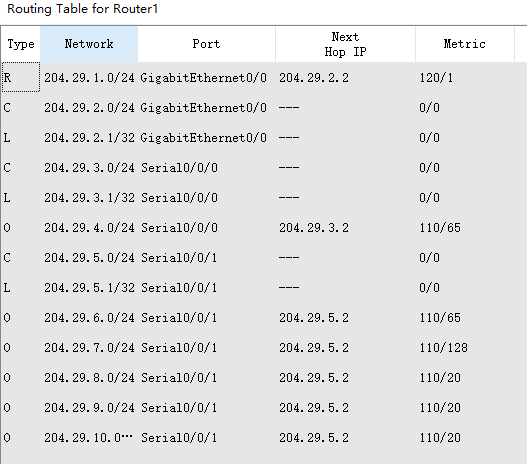 Routing Table for Router1
Type Network Port Next Hop IP Metric
R 204.29.1.0/24 GigabitEthernet0/0 204.29.2.2 120/1
C 204.29.2.0/24 GigabitEthernet0/0 --- 0/0
L 204.29.2.1/32 GigabitEthernet0/0 --- 0/0
C 204.29.3.0/24 Serial0/0/0 --- 0/0
L 204.29.3.1/32 Serial0/0/0 --- 0/0
O 204.29.4.0/24 Serial0/0/0 204.29.3.2 110/65
C 204.29.5.0/24 Serial0/0/1 --- 0/0
L 204.29.5.1/32 Serial0/0/1 --- 0/0
O 204.29.6.0/24 Serial0/0/1 204.29.5.2 110/65
O 204.29.7.0/24 Serial0/0/1 204.29.5.2 110/128
O 204.29.8.0/24 Serial0/0/1 204.29.5.2 110/20
O 204.29.9.0/24 Serial0/0/1 204.29.5.2 110/20
O 204.29.10.0… Serial0/0/1 204.29.5.2 110/20